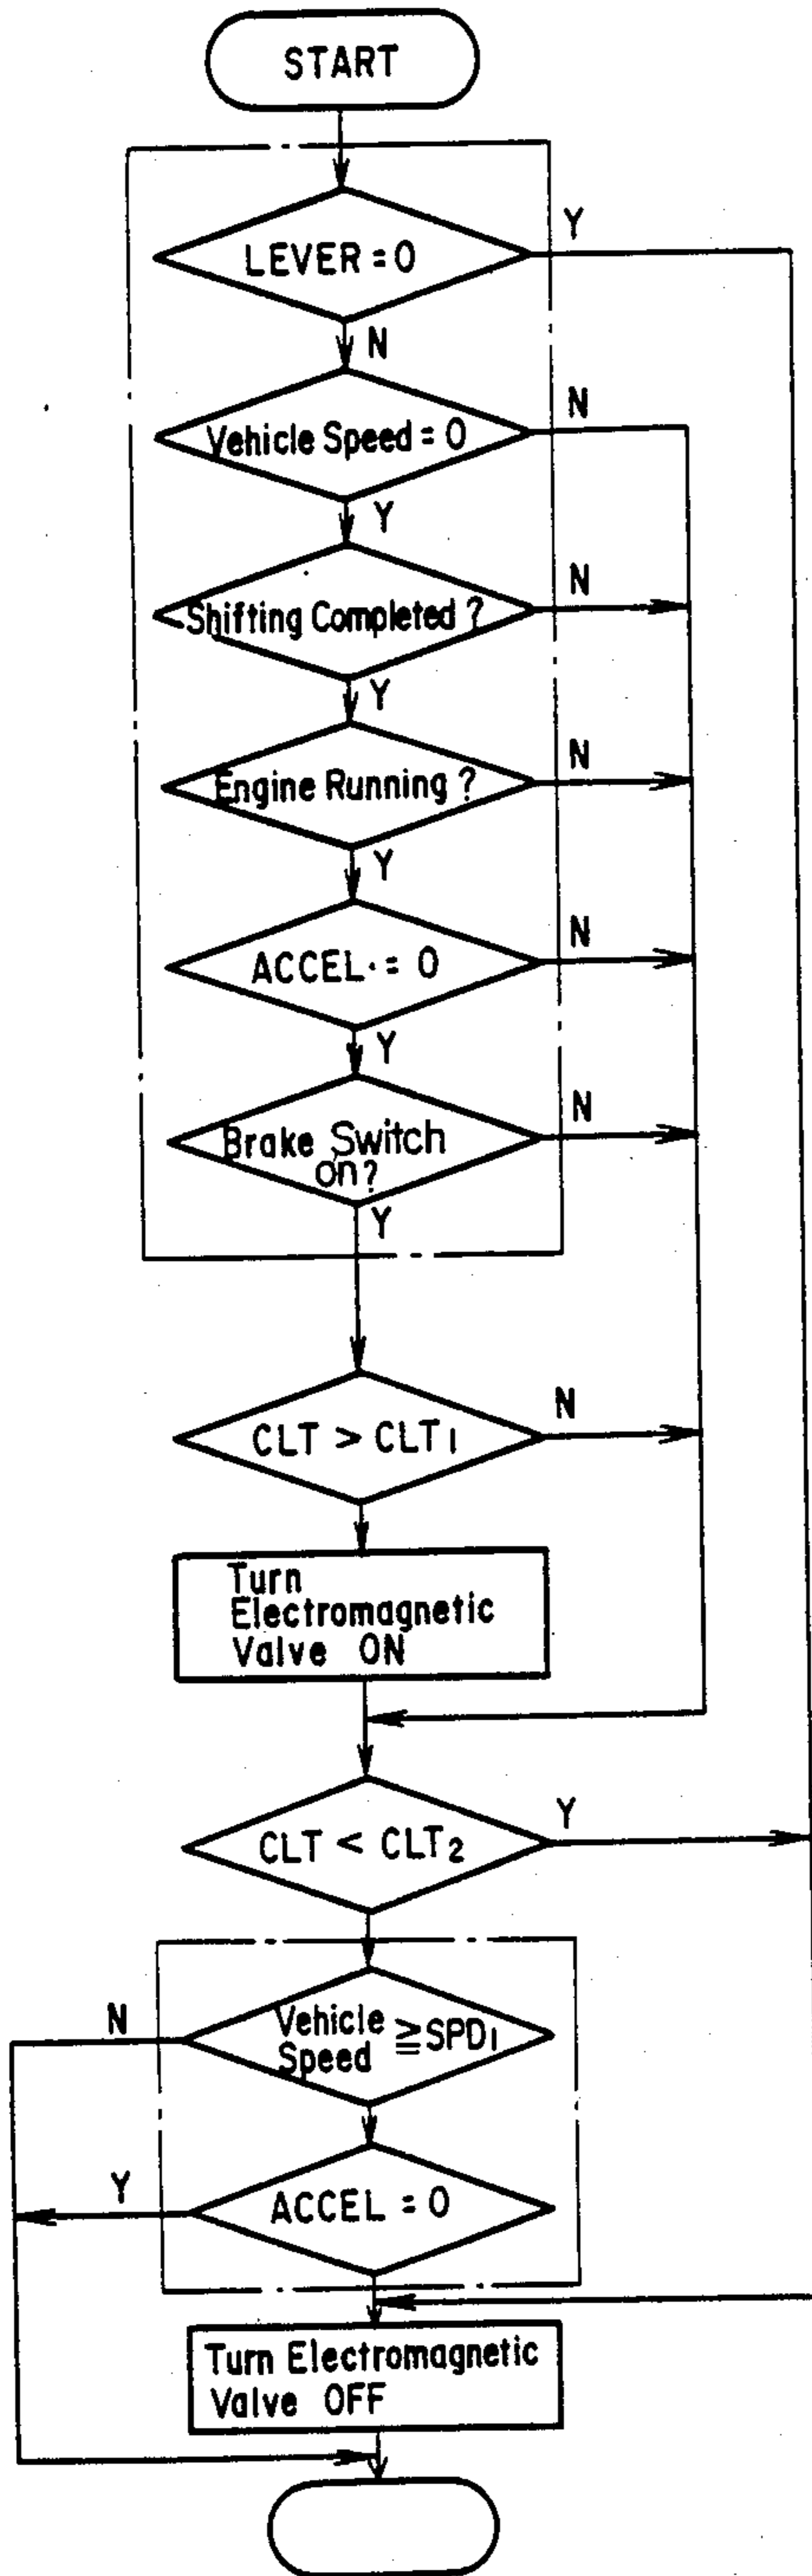 START
LEVER = 0
Y
N
Vehicle Speed = 0
N
Y
Shifting Completed ?
N
Y
Engine Running ?
N
Y
ACCEL. = 0
N
Y
Brake Switch
on?
N
Y
CLT > CLT1
N
Turn
Electromagnetic
Valve ON
CLT < CLT2
Y
N
Vehicle
Speed ≧ SPD1
Y
ACCEL = 0
Turn Electromagnetic
Valve OFF